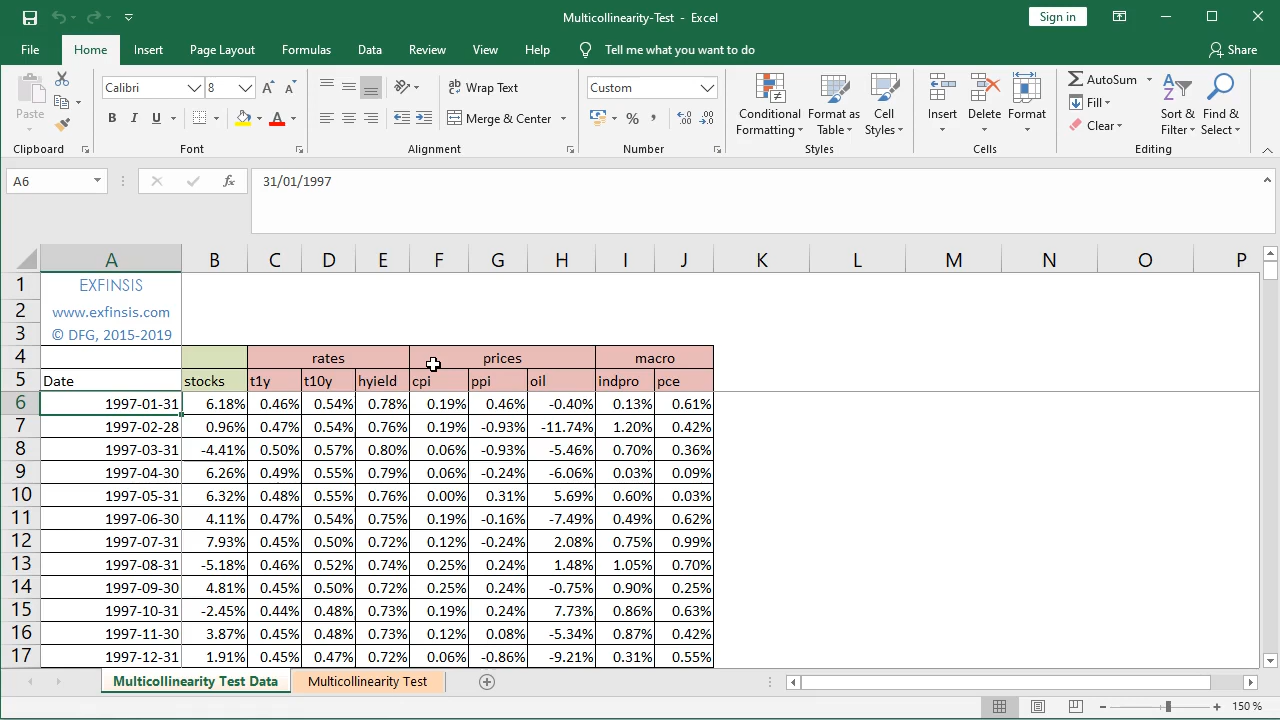 Multicollinearity-Test - Excel
Sign in
File Home Insert Page Layout Formulas Data Review View Help Tell me what you want to do Share
Paste Calibri 8 Wrap Text Custom Conditional Formatting Format as Table Cell Styles Insert Delete Format AutoSum Sort & Filter Find & Select
B I U A Merge & Center % , Fill
Clear
Clipboard Font Alignment Number Styles Cells Editing
A6 fx 31/01/1997
A B C D E F G H I J K L M N O P
1 EXFINSIS
2 www.exfinsis.com
3 © DFG, 2015-2019
4 rates prices macro
5 Date stocks t1y t10y hyield cpi ppi oil indpro pce
6 1997-01-31 6.18% 0.46% 0.54% 0.78% 0.19% 0.46% -0.40% 0.13% 0.61%
7 1997-02-28 0.96% 0.47% 0.54% 0.76% 0.19% -0.93% -11.74% 1.20% 0.42%
8 1997-03-31 -4.41% 0.50% 0.57% 0.80% 0.06% -0.93% -5.46% 0.70% 0.36%
9 1997-04-30 6.26% 0.49% 0.55% 0.79% 0.06% -0.24% -6.06% 0.03% 0.09%
10 1997-05-31 6.32% 0.48% 0.55% 0.76% 0.00% 0.31% 5.69% 0.60% 0.03%
11 1997-06-30 4.11% 0.47% 0.54% 0.75% 0.19% -0.16% -7.49% 0.49% 0.62%
12 1997-07-31 7.93% 0.45% 0.50% 0.72% 0.12% -0.24% 2.08% 0.75% 0.99%
13 1997-08-31 -5.18% 0.46% 0.52% 0.74% 0.25% 0.24% 1.48% 1.05% 0.70%
14 1997-09-30 4.81% 0.45% 0.50% 0.72% 0.25% 0.24% -0.75% 0.90% 0.25%
15 1997-10-31 -2.45% 0.44% 0.48% 0.73% 0.19% 0.24% 7.73% 0.86% 0.63%
16 1997-11-30 3.87% 0.45% 0.48% 0.73% 0.12% 0.08% -5.34% 0.87% 0.42%
17 1997-12-31 1.91% 0.45% 0.47% 0.72% 0.06% -0.86% -9.21% 0.31% 0.55%
Multicollinearity Test Data Multicollinearity Test
150 %